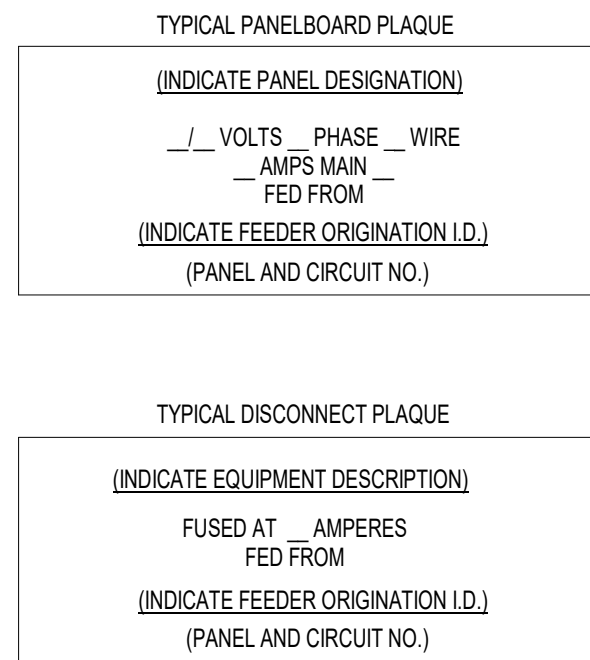 TYPICAL PANELBOARD PLAQUE
(INDICATE PANEL DESIGNATION)
__/__ VOLTS __ PHASE __ WIRE
__ AMPS MAIN __
FED FROM
(INDICATE FEEDER ORIGINATION I.D.)
(PANEL AND CIRCUIT NO.)
TYPICAL DISCONNECT PLAQUE
(INDICATE EQUIPMENT DESCRIPTION)
FUSED AT __ AMPERES
FED FROM
(INDICATE FEEDER ORIGINATION I.D.)
(PANEL AND CIRCUIT NO.)